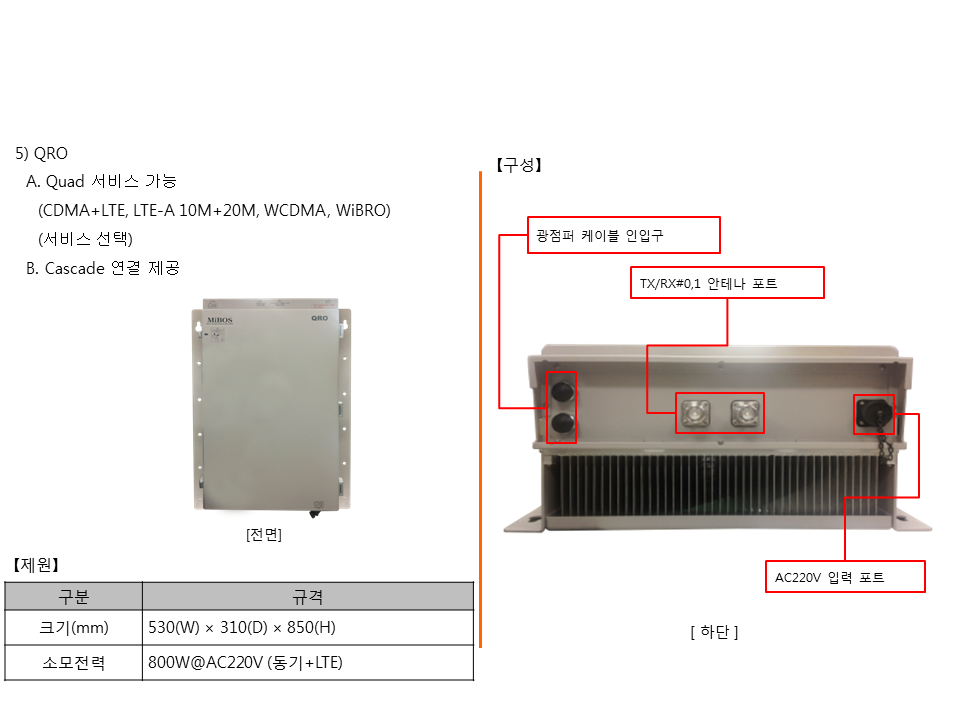 5) QRO
A. Quad 서비스 가능
(CDMA+LTE, LTE-A 10M+20M, WCDMA, WiBRO)
(서비스 선택)
B. Cascade 연결 제공
MiBOS
QRO
[전면]
【제원】
구분 규격
크기(mm) 530(W) × 310(D) × 850(H)
소모전력 800W@AC220V (동기+LTE)
【구성】
광점퍼 케이블 인입구
TX/RX#0,1 안테나 포트
AC220V 입력 포트
[ 하단 ]